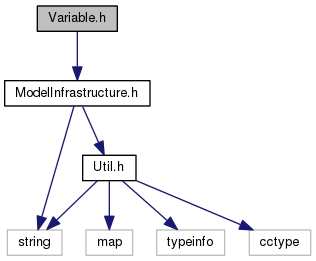 Variable.h
ModelInfrastructure.h
Util.h
string
map
typeinfo
cctype